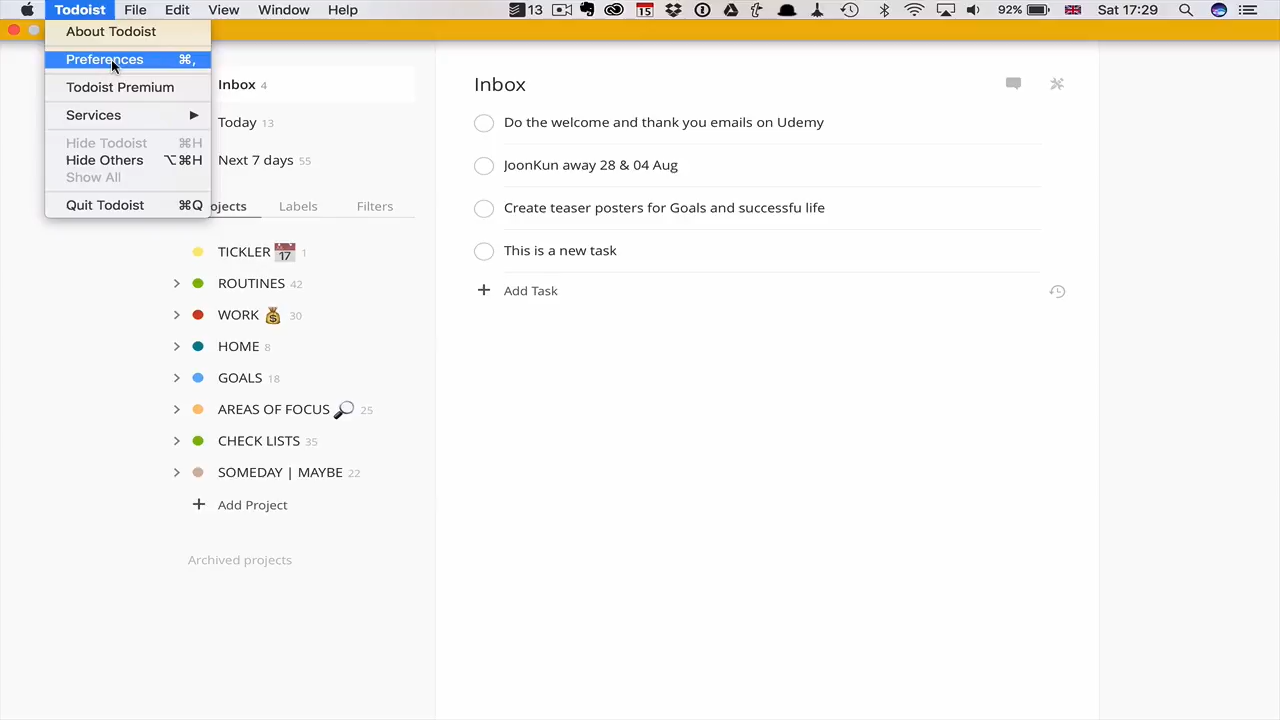 Todoist File Edit View Window Help 13 15 92% Sat 17:29
About Todoist
Preferences ⌘,
Todoist Premium
Services
Hide Todoist ⌘H
Hide Others ⌥⌘H
Show All
Quit Todoist ⌘Q
Inbox 4
Today 13
Next 7 days 55
ojects Labels Filters
TICKLER 17 1
ROUTINES 42
WORK 30
HOME 8
GOALS 18
AREAS OF FOCUS 25
CHECK LISTS 35
SOMEDAY | MAYBE 22
Add Project
Archived projects
Inbox
Do the welcome and thank you emails on Udemy
JoonKun away 28 & 04 Aug
Create teaser posters for Goals and successfu life
This is a new task
Add Task